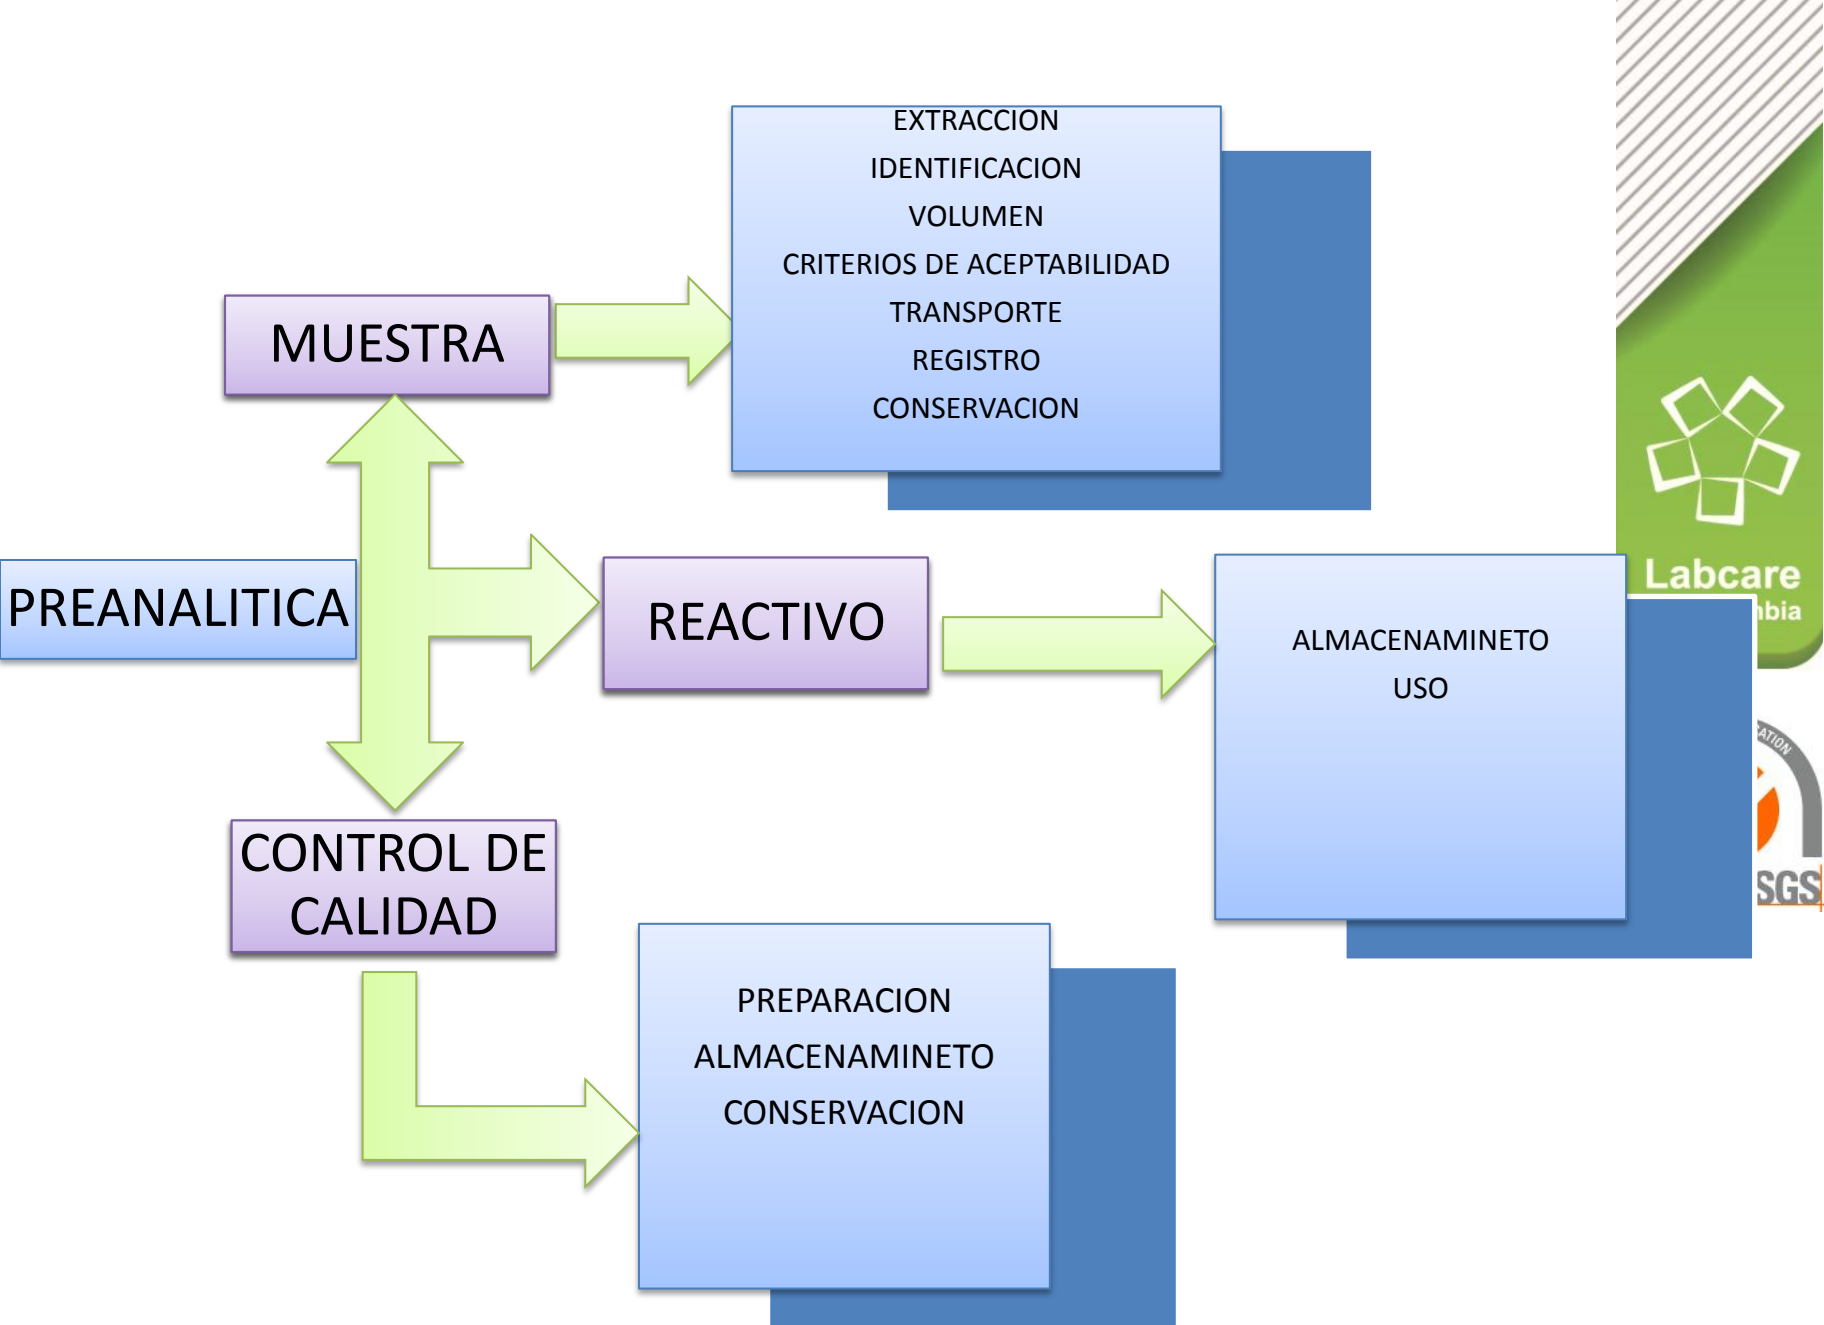 EXTRACCION
IDENTIFICACION
VOLUMEN
CRITERIOS DE ACEPTABILIDAD
TRANSPORTE
REGISTRO
CONSERVACION
MUESTRA
PREANALITICA
REACTIVO
ALMACENAMINETO
USO
CONTROL DE
CALIDAD
PREPARACION
ALMACENAMINETO
CONSERVACION
Labcare
SGS